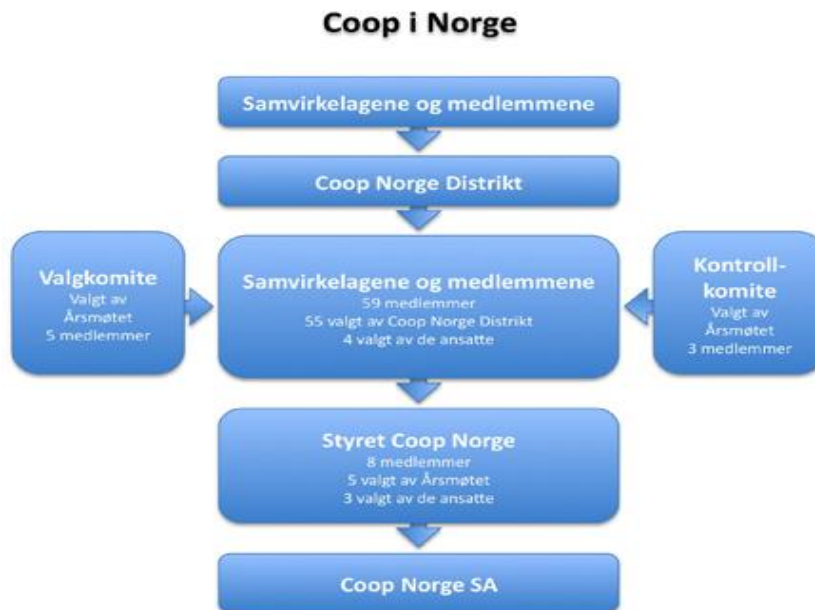 Coop i Norge
Samvirkelagene og medlemmene
Coop Norge Distrikt
Valgkomite
Valgt av
Årsmøtet
5 medlemmer
Samvirkelagene og medlemmene
59 medlemmer
55 valgt av Coop Norge Distrikt
4 valgt av de ansatte
Kontroll-
komite
Valgt av
Årsmøtet
3 medlemmer
Styret Coop Norge
8 medlemmer
5 valgt av Årsmøtet
3 valgt av de ansatte
Coop Norge SA